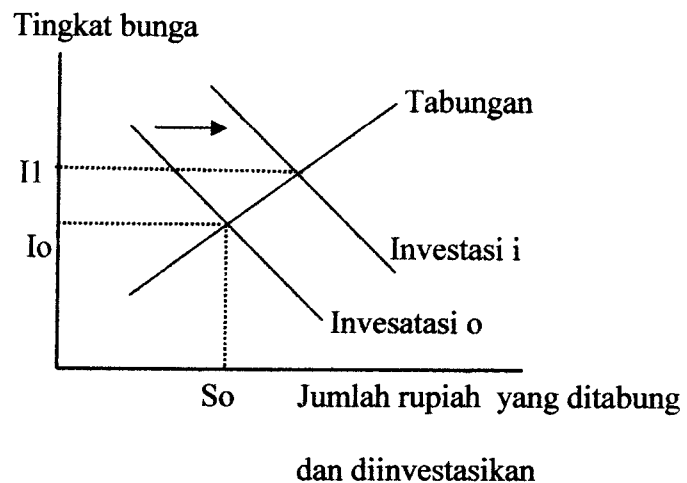 Tingkat bunga
Tabungan
I1
Io
Investasi i
Invesatasi o
So
Jumlah rupiah yang ditabung
dan diinvestasikan